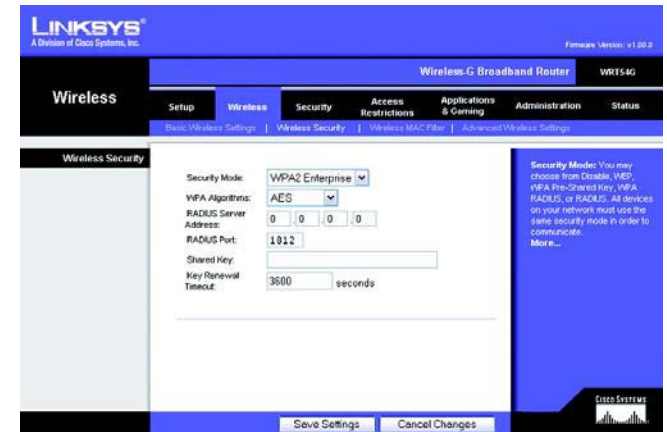 LINKSYS®
A Division of Cisco Systems, Inc.
Firmware Version: v1.00.0
Wireless-G Broadband Router WRT54G
Wireless
Setup Wireless Security Access Restrictions Applications & Gaming Administration Status
Basic Wireless Settings | Wireless Security | Wireless MAC Filter | Advanced Wireless Settings
Wireless Security
Security Mode: WPA2 Enterprise
WPA Algorithms: AES
RADIUS Server Address: 0 . 0 . 0 . 0
RADIUS Port: 1812
Shared Key:
Key Renewal Timeout: 3600 seconds
Security Mode: You may
choose from Disable, WEP,
WPA Pre-Shared Key, WPA
RADIUS, or RADIUS. All devices
on your network must use the
same security mode in order to
communicate.
More...
Save Settings Cancel Changes
CISCO SYSTEMS